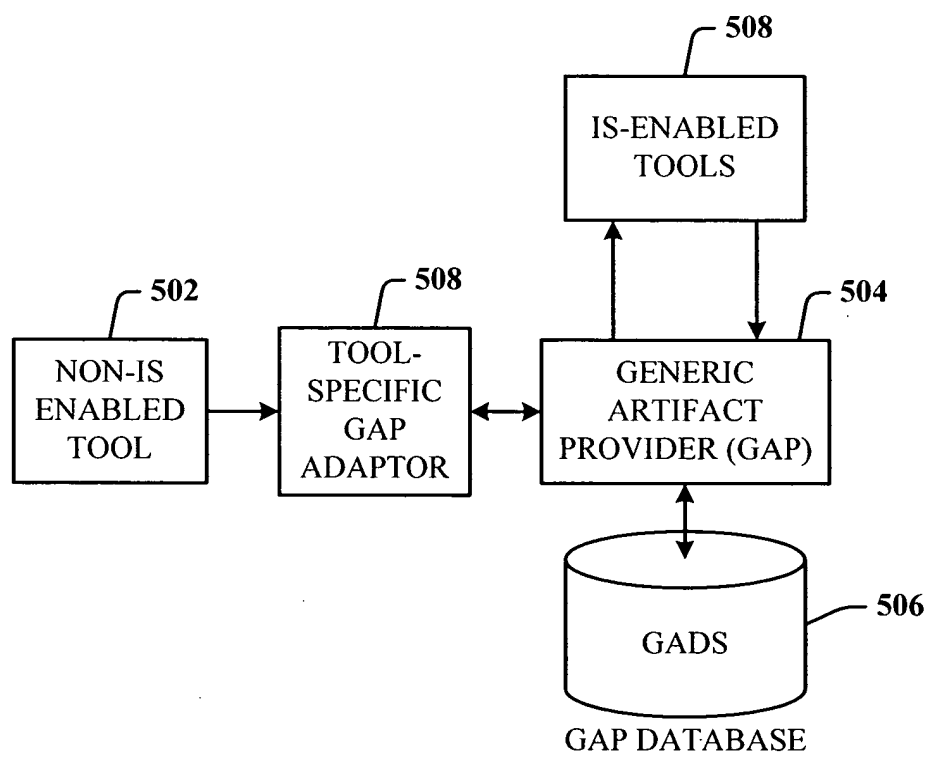 508
IS-ENABLED
TOOLS
502
508
504
NON-IS
ENABLED
TOOL
TOOL-
SPECIFIC
GAP
ADAPTOR
GENERIC
ARTIFACT
PROVIDER (GAP)
506
GADS
GAP DATABASE